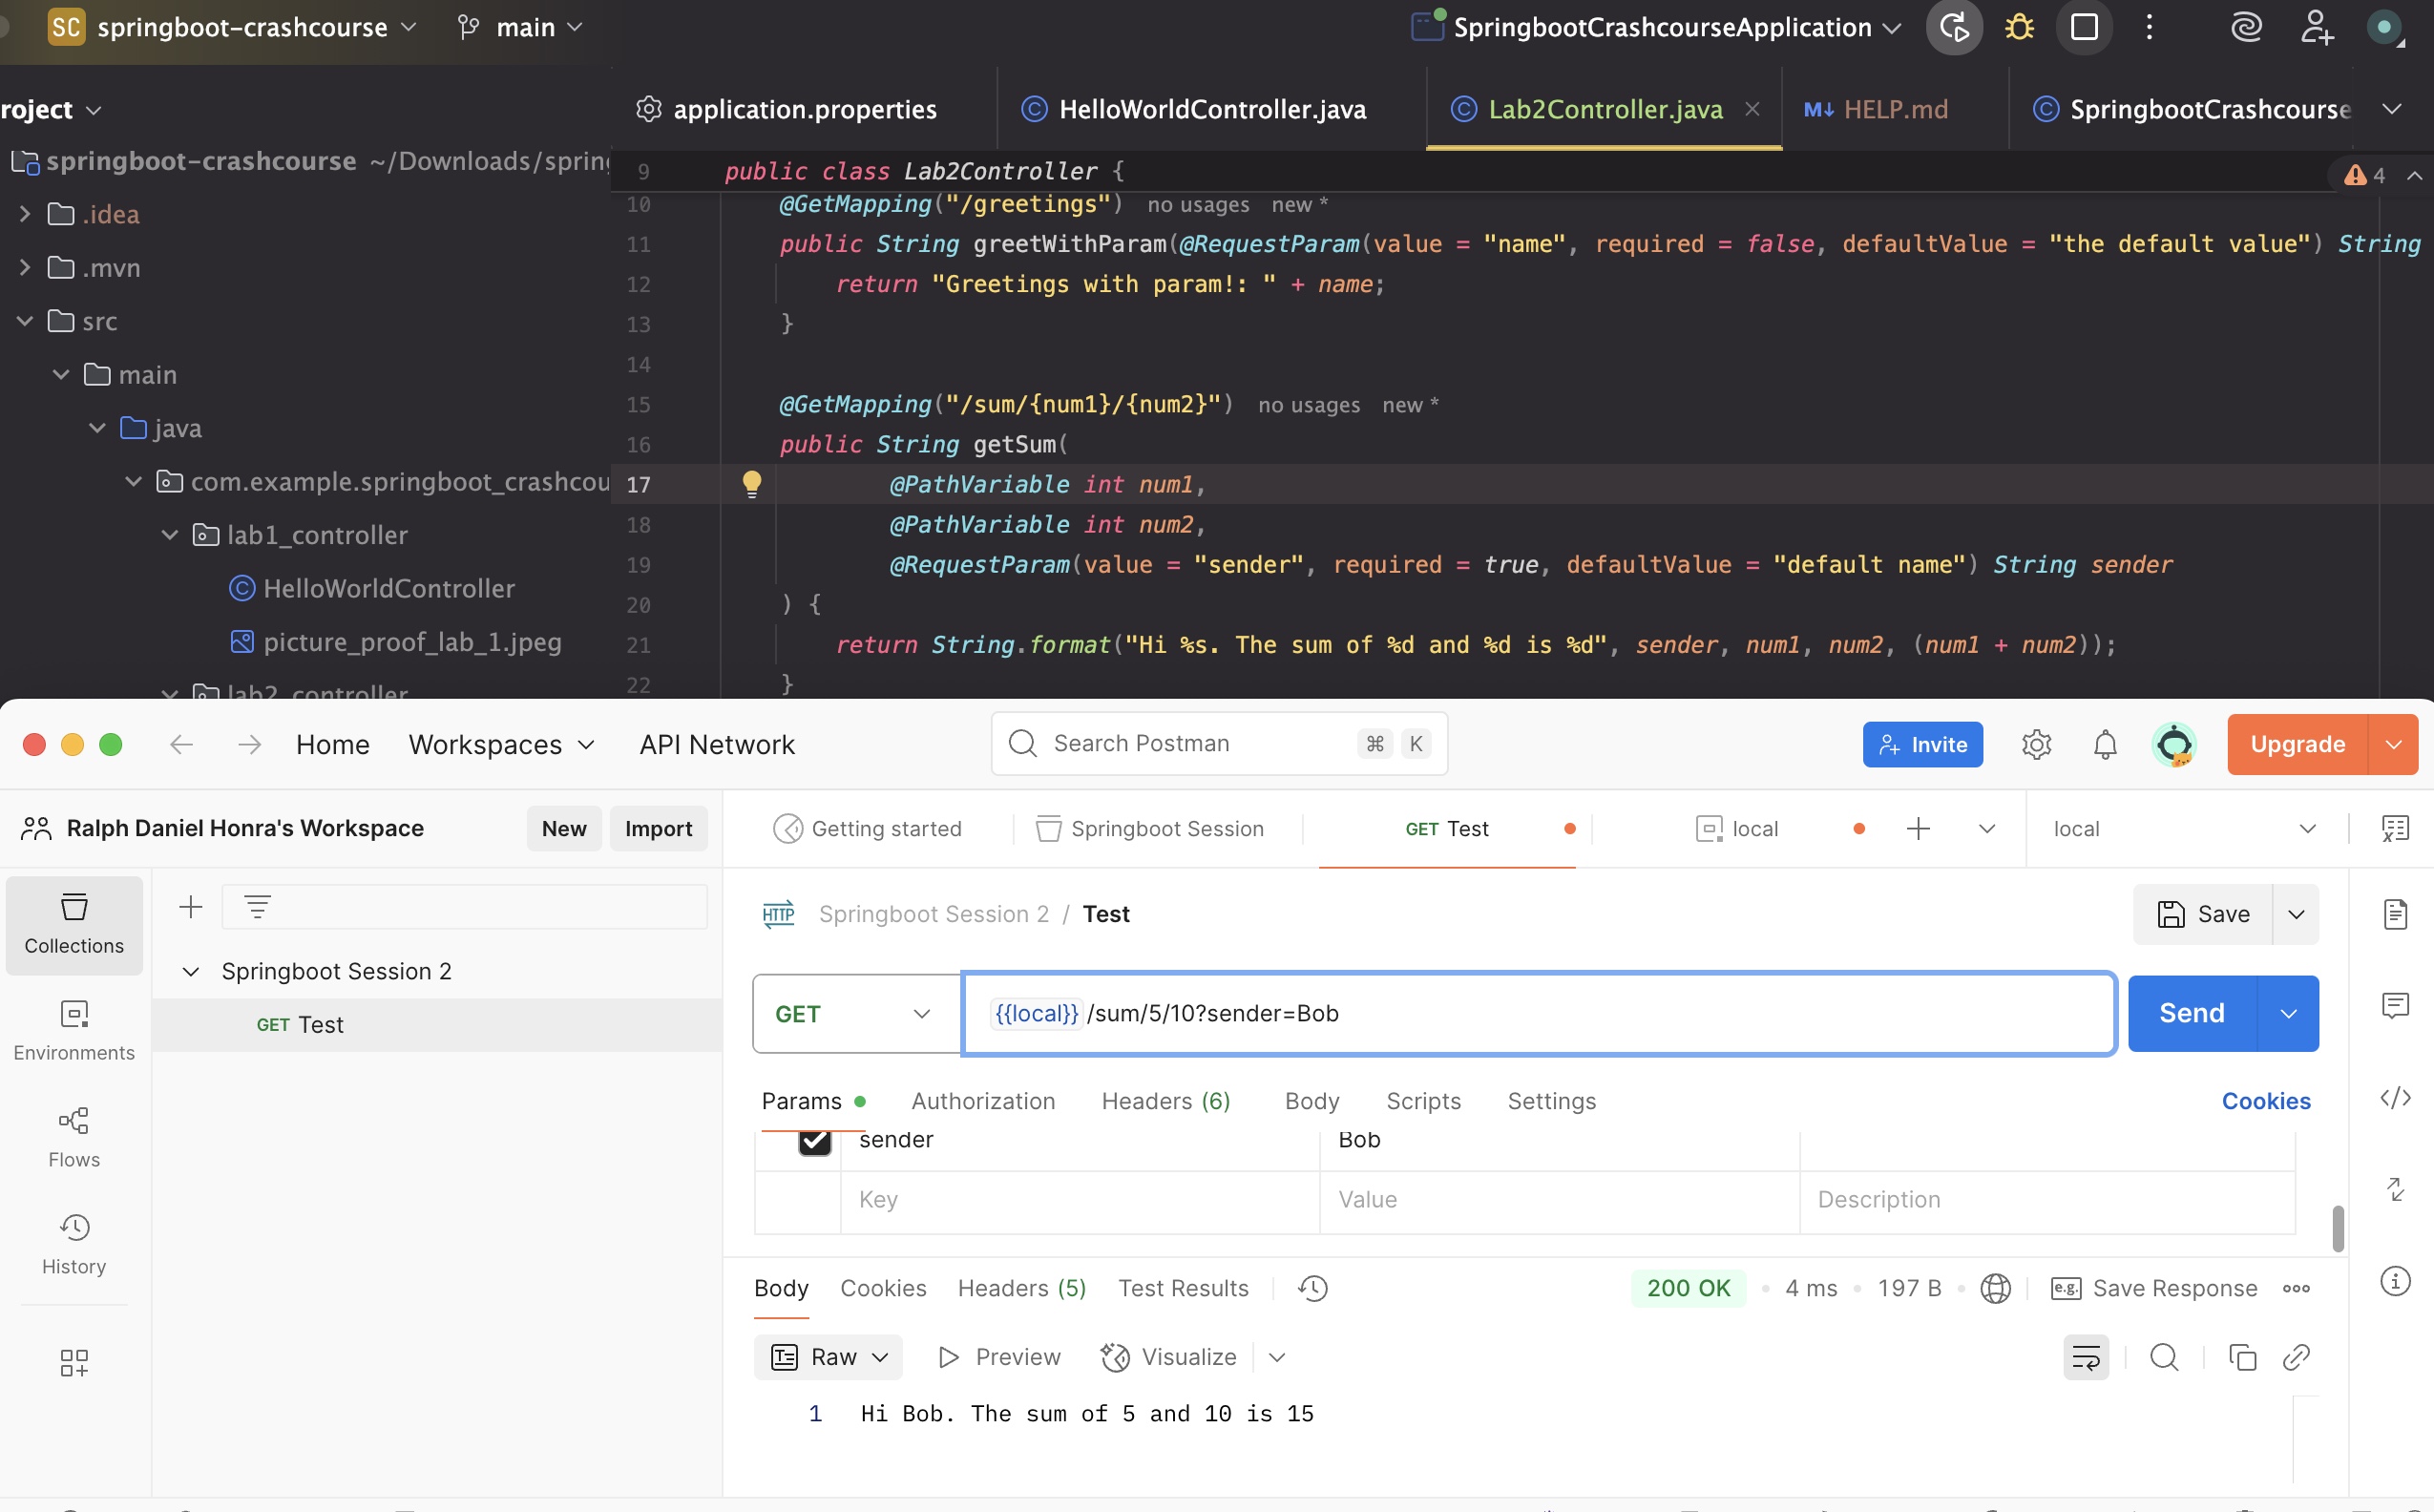 SC springboot-crashcourse main SpringbootCrashcourseApplication
roject
application.properties HelloWorldController.java Lab2Controller.java M↓ HELP.md SpringbootCrashcourse
springboot-crashcourse ~/Downloads/spring
.idea
.mvn
src
main
java
com.example.springboot_crashcou
lab1_controller
HelloWorldController
picture_proof_lab_1.jpeg
lab2_controller
9 public class Lab2Controller {
4
10 @GetMapping("/greetings") no usages new *
11 public String greetWithParam(@RequestParam(value = "name", required = false, defaultValue = "the default value") String
12 return "Greetings with param!: " + name;
13 }
14
15 @GetMapping("/sum/{num1}/{num2}") no usages new *
16 public String getSum(
17 @PathVariable int num1,
18 @PathVariable int num2,
19 @RequestParam(value = "sender", required = true, defaultValue = "default name") String sender
20 ) {
21 return String.format("Hi %s. The sum of %d and %d is %d", sender, num1, num2, (num1 + num2));
22 }
Home Workspaces API Network Search Postman ⌘ K Invite Upgrade
Ralph Daniel Honra's Workspace New Import
Getting started Springboot Session GET Test local local
Collections
Environments
Flows
History
Springboot Session 2
GET Test
HTTP Springboot Session 2 / Test Save
GET {{local}} /sum/5/10?sender=Bob Send
Params Authorization Headers (6) Body Scripts Settings Cookies
sender Bob
Key Value Description
Body Cookies Headers (5) Test Results 200 OK 4 ms 197 B e.g. Save Response
Raw Preview Visualize
1 Hi Bob. The sum of 5 and 10 is 15